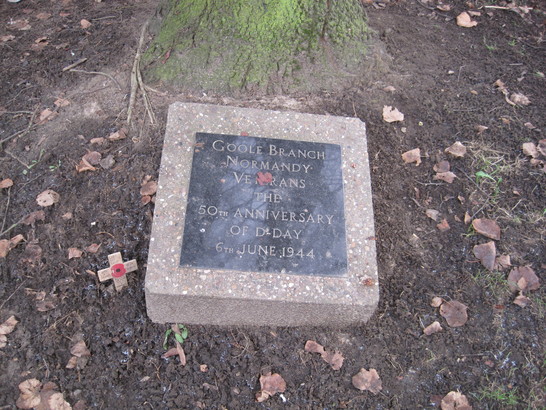 Goole Branch
Normandy
Veterans
The
50th Anniversary
of D-Day
6th June 1944